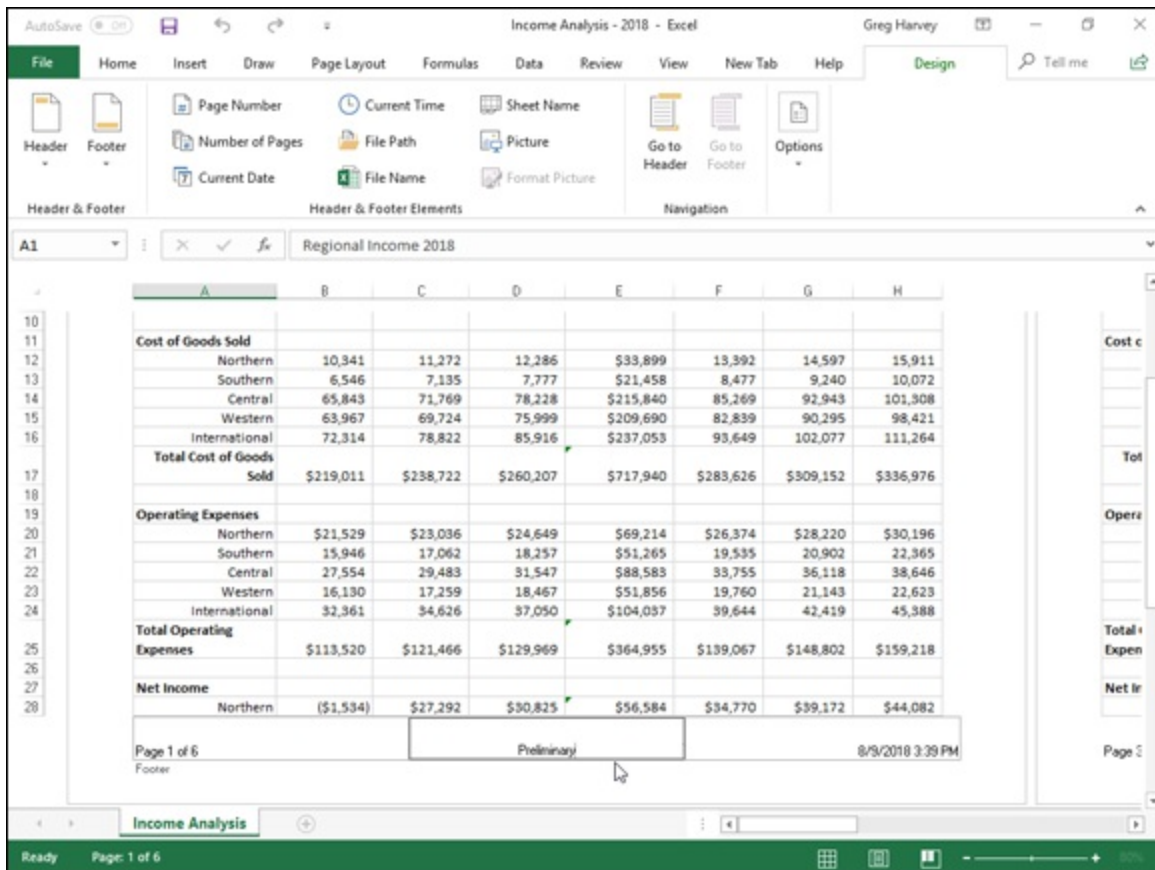 AutoSave Off Income Analysis - 2018 - Excel Greg Harvey
File Home Insert Draw Page Layout Formulas Data Review View New Tab Help Design Tell me
Page Number Current Time Sheet Name
Header Footer Number of Pages File Path Picture Go to Header Go to Footer Options
Current Date File Name Format Picture
Header & Footer Header & Footer Elements Navigation
A1 fx Regional Income 2018
A B C D E F G H
10
11 Cost of Goods Sold Cost c
12 Northern 10,341 11,272 12,286 $33,899 13,392 14,597 15,911
13 Southern 6,546 7,135 7,777 $21,458 8,477 9,240 10,072
14 Central 65,843 71,769 78,228 $215,840 85,269 92,943 101,308
15 Western 63,967 69,724 75,999 $209,690 82,839 90,295 98,421
16 International 72,314 78,822 85,916 $237,053 93,649 102,077 111,264
Total Cost of Goods Tot
17 Sold $219,011 $238,722 $260,207 $717,940 $283,626 $309,152 $336,976
18
19 Operating Expenses Opera
20 Northern $21,529 $23,036 $24,649 $69,214 $26,374 $28,220 $30,196
21 Southern 15,946 17,062 18,257 $51,265 19,535 20,902 22,365
22 Central 27,554 29,483 31,547 $88,583 33,755 36,118 38,646
23 Western 16,130 17,259 18,467 $51,856 19,760 21,143 22,623
24 International 32,361 34,626 37,050 $104,037 39,644 42,419 45,388
Total Operating Total
25 Expenses $113,520 $121,466 $129,969 $364,955 $139,067 $148,802 $159,218 Expen
26
27 Net Income Net In
28 Northern ($1,534) $27,292 $30,825 $56,584 $34,770 $39,172 $44,082
Page 1 of 6 Preliminary 8/9/2018 3:39 PM Page 3
Footer
Income Analysis
Ready Page: 1 of 6 80%